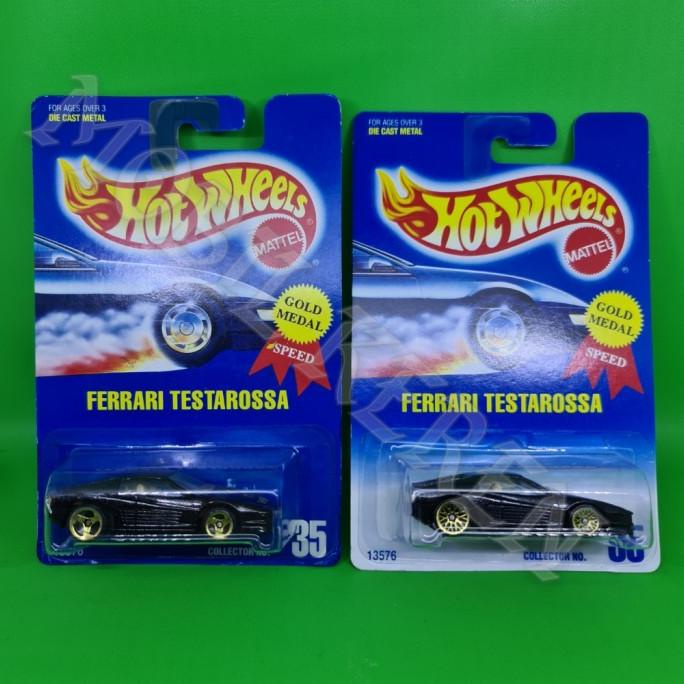 FOR AGES OVER 3
DIE CAST METAL
HOT WHEELS
®
MATTEL
GOLD
MEDAL
SPEED
FERRARI TESTAROSSA
COLLECTOR NO.
#35
FOR AGES OVER 3
DIE CAST METAL
HOT WHEELS
®
MATTEL
GOLD
MEDAL
SPEED
FERRARI TESTAROSSA
13576
COLLECTOR NO.